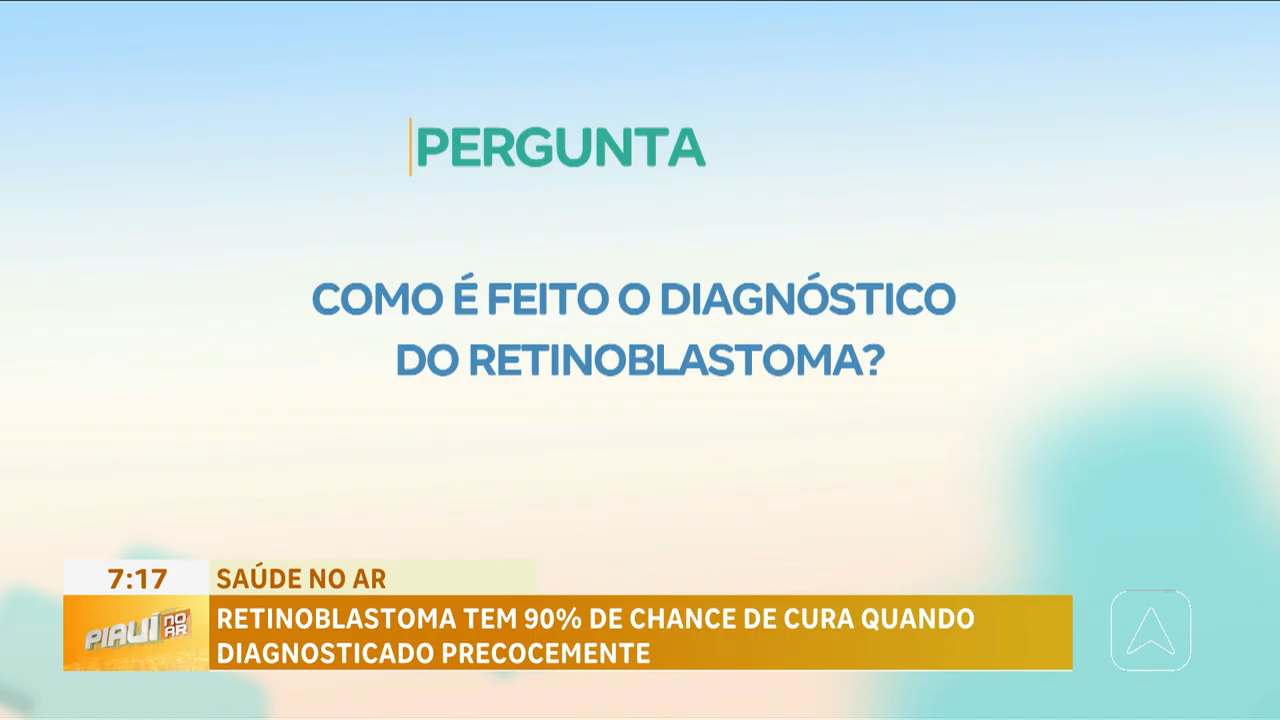 PERGUNTA
COMO É FEITO O DIAGNÓSTICO
DO RETINOBLASTOMA?
7:17
SAÚDE NO AR
PIAUÍ NO AR
RETINOBLASTOMA TEM 90% DE CHANCE DE CURA QUANDO
DIAGNOSTICADO PRECOCEMENTE